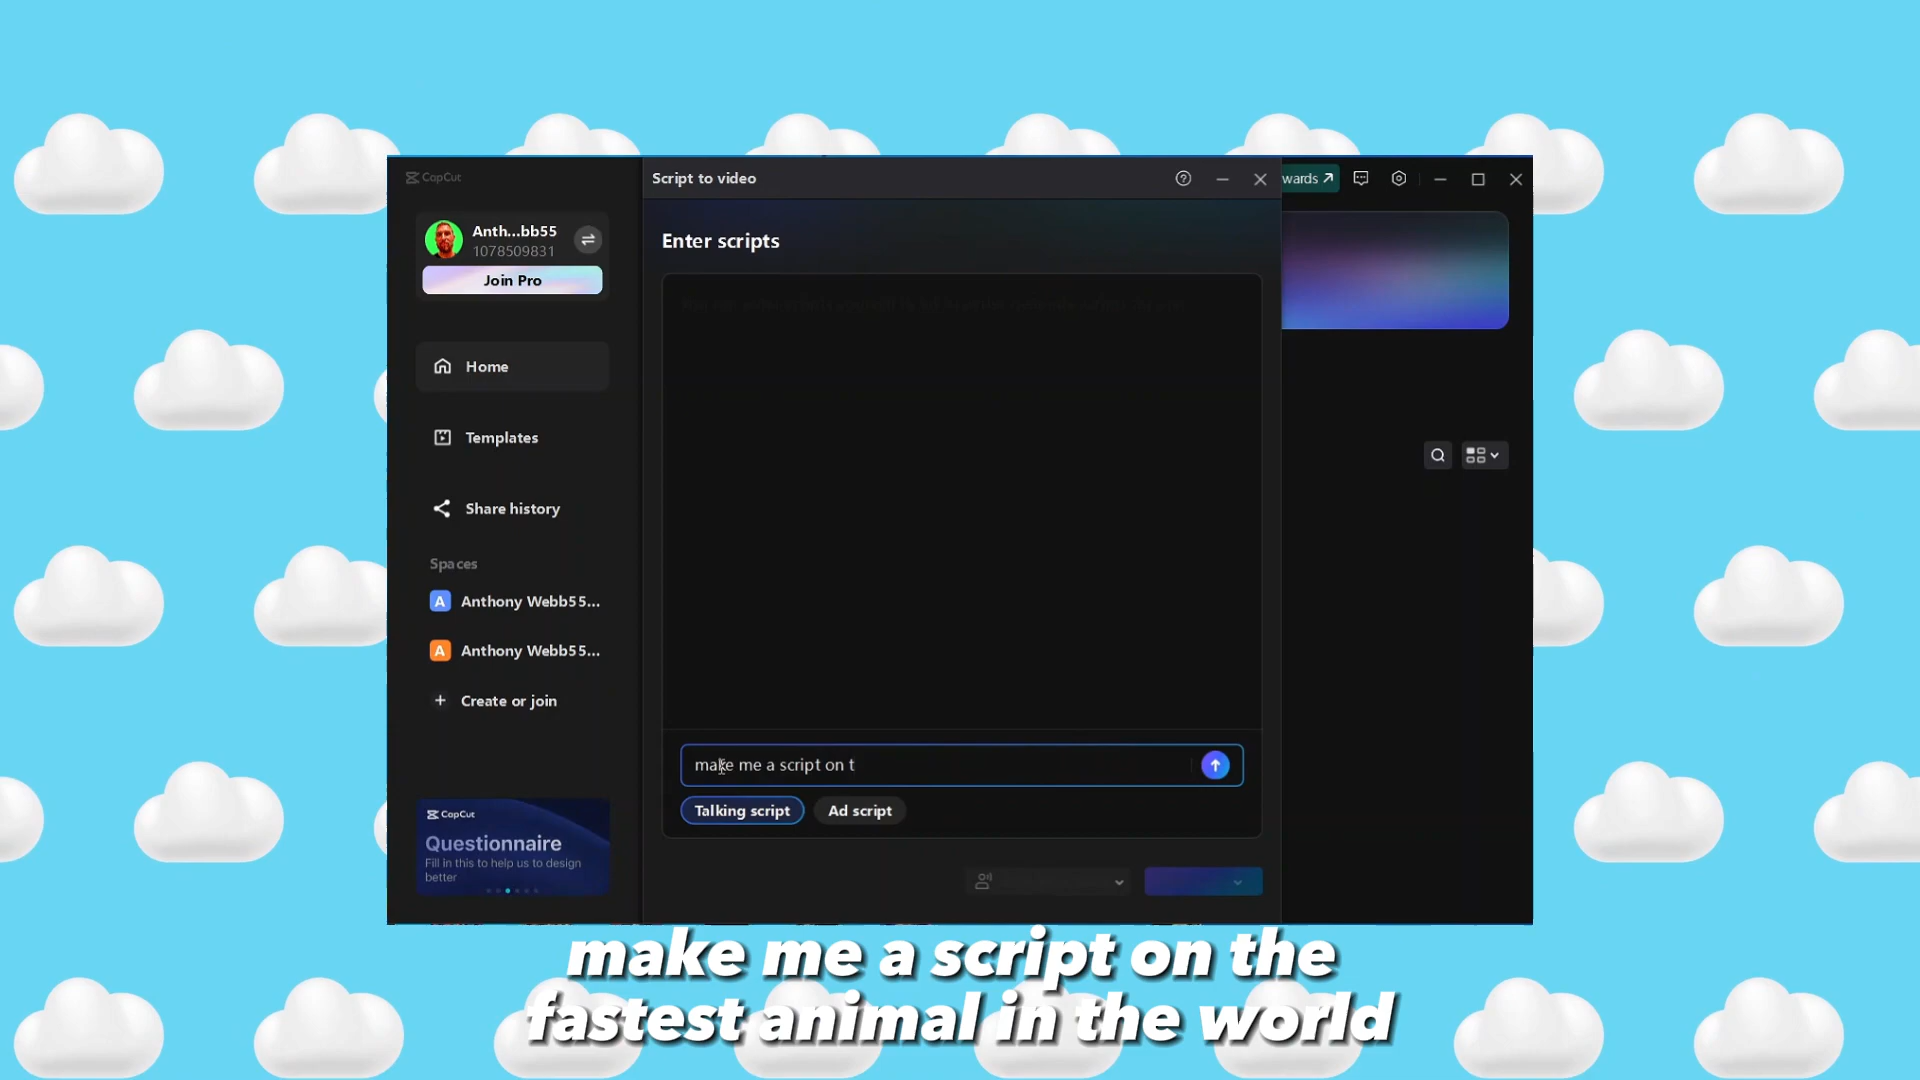 CapCut
Script to video
wards
Anth...bb55
1078509831
Join Pro
Enter scripts
Home
Templates
Share history
Spaces
A Anthony Webb55...
A Anthony Webb55...
+ Create or join
make me a script on t
Talking script
Ad script
CapCut
Questionnaire
Fill in this to help us to design
better
make me a script on the
fastest animal in the world